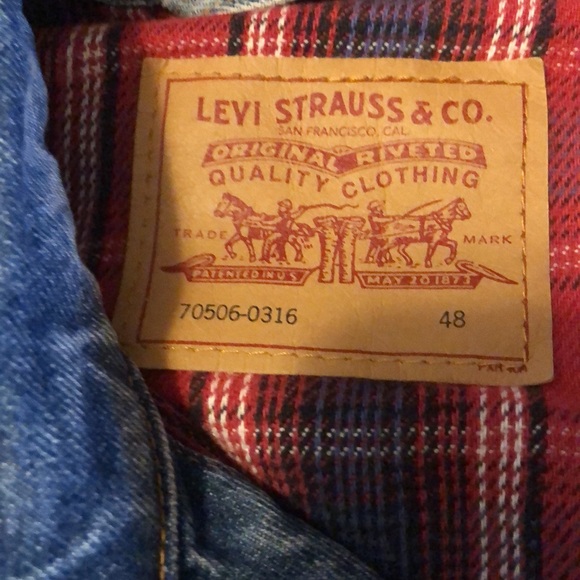 LEVI STRAUSS & CO.
SAN FRANCISCO, CAL.
ORIGINAL RIVETED
QUALITY CLOTHING
TRADE MARK
PATENTED IN U.S. MAY 20 1873
70506-0316 48